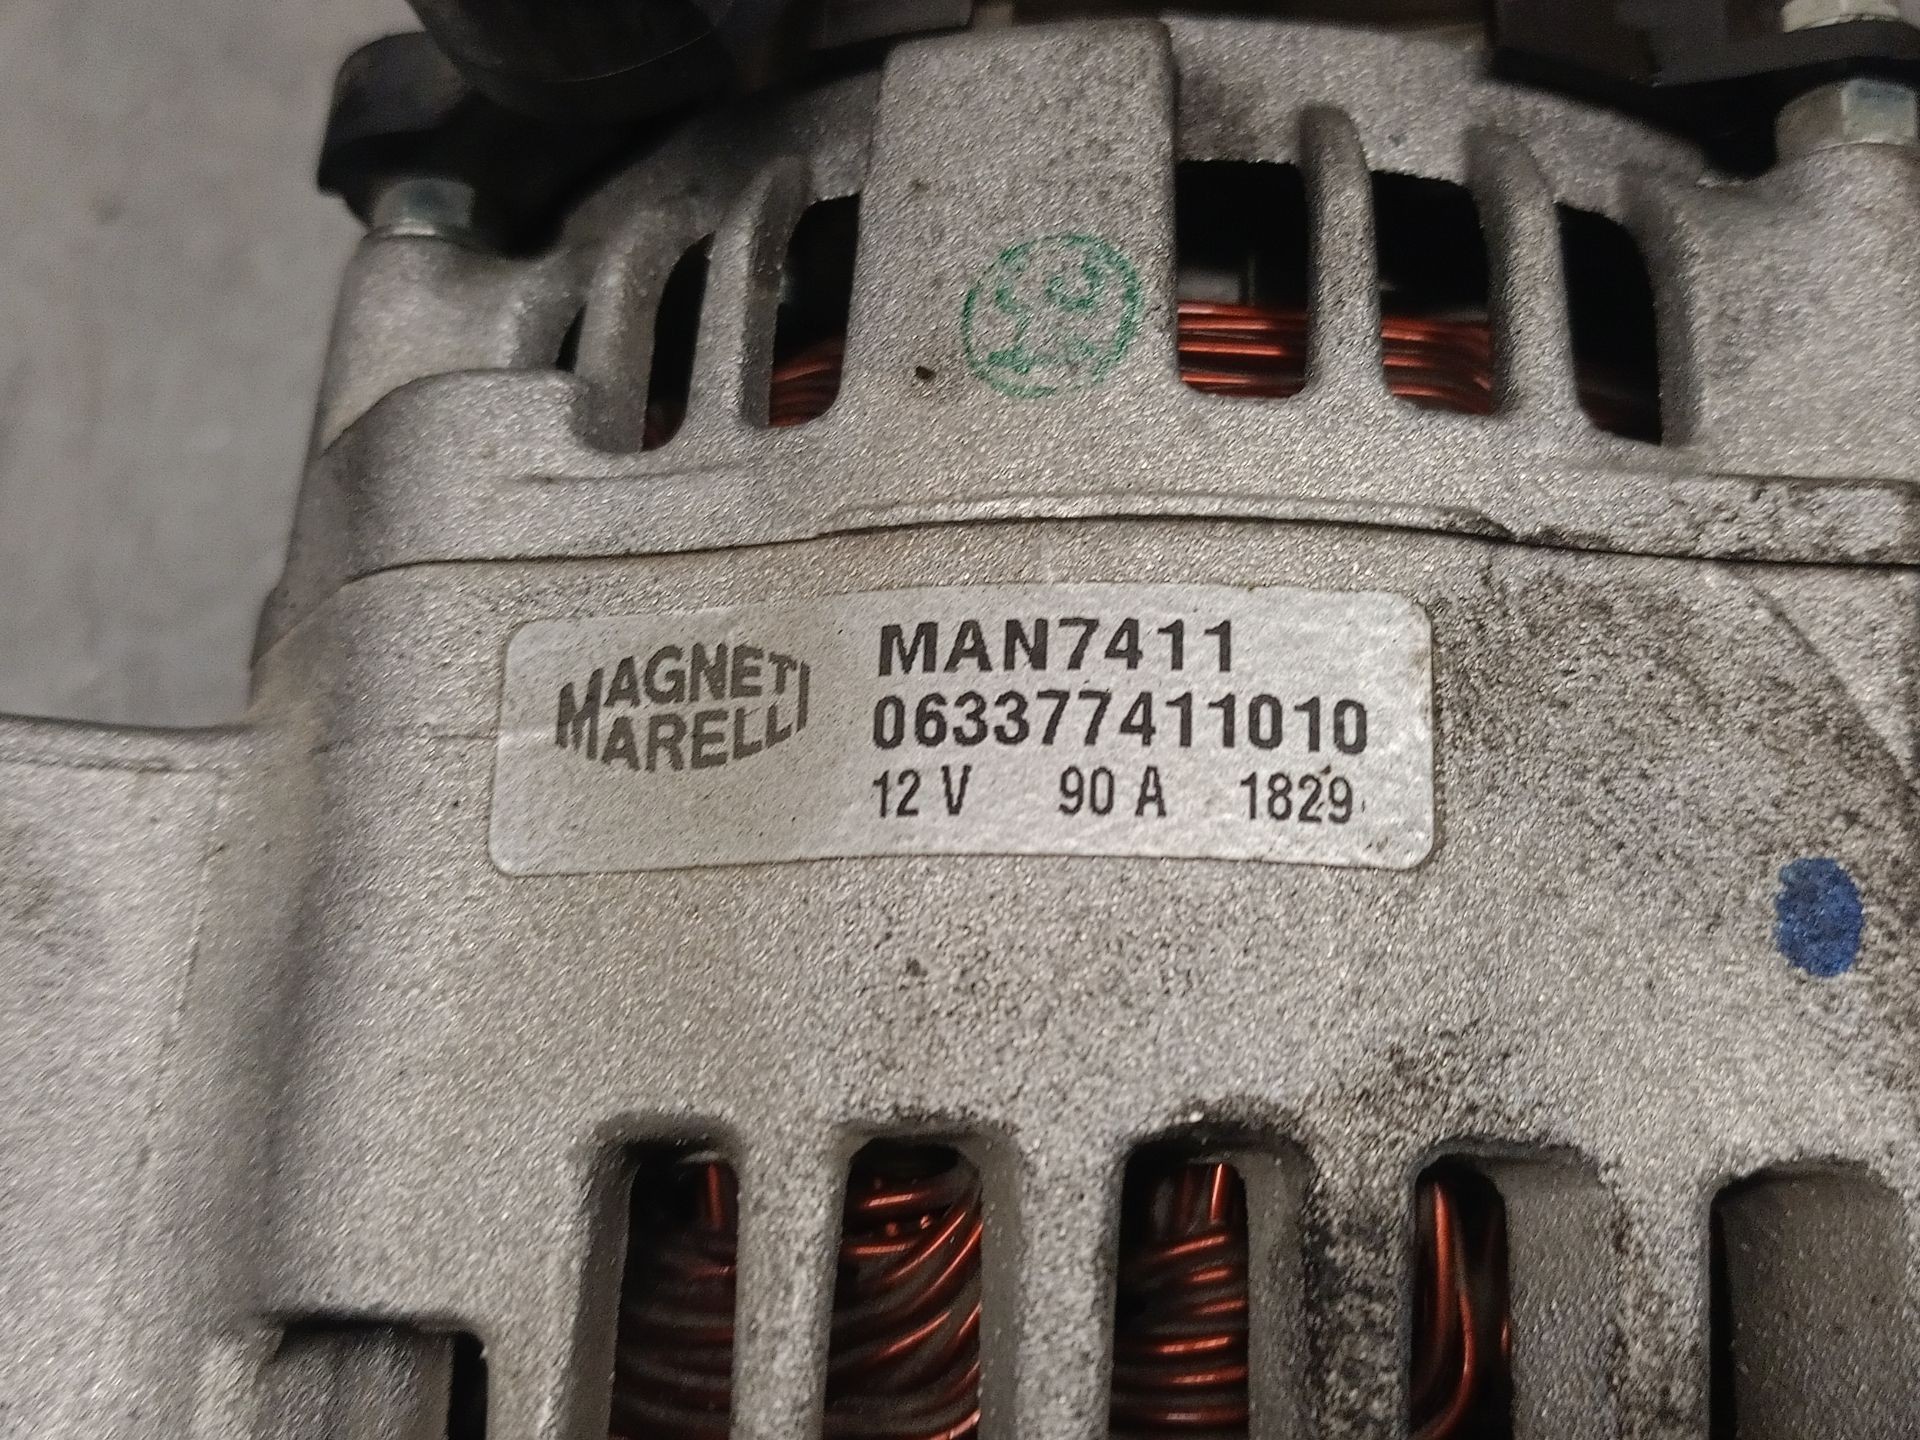 MAGNETI
MARELLI
MAN7411
063377411010
12 V 90 A 1829